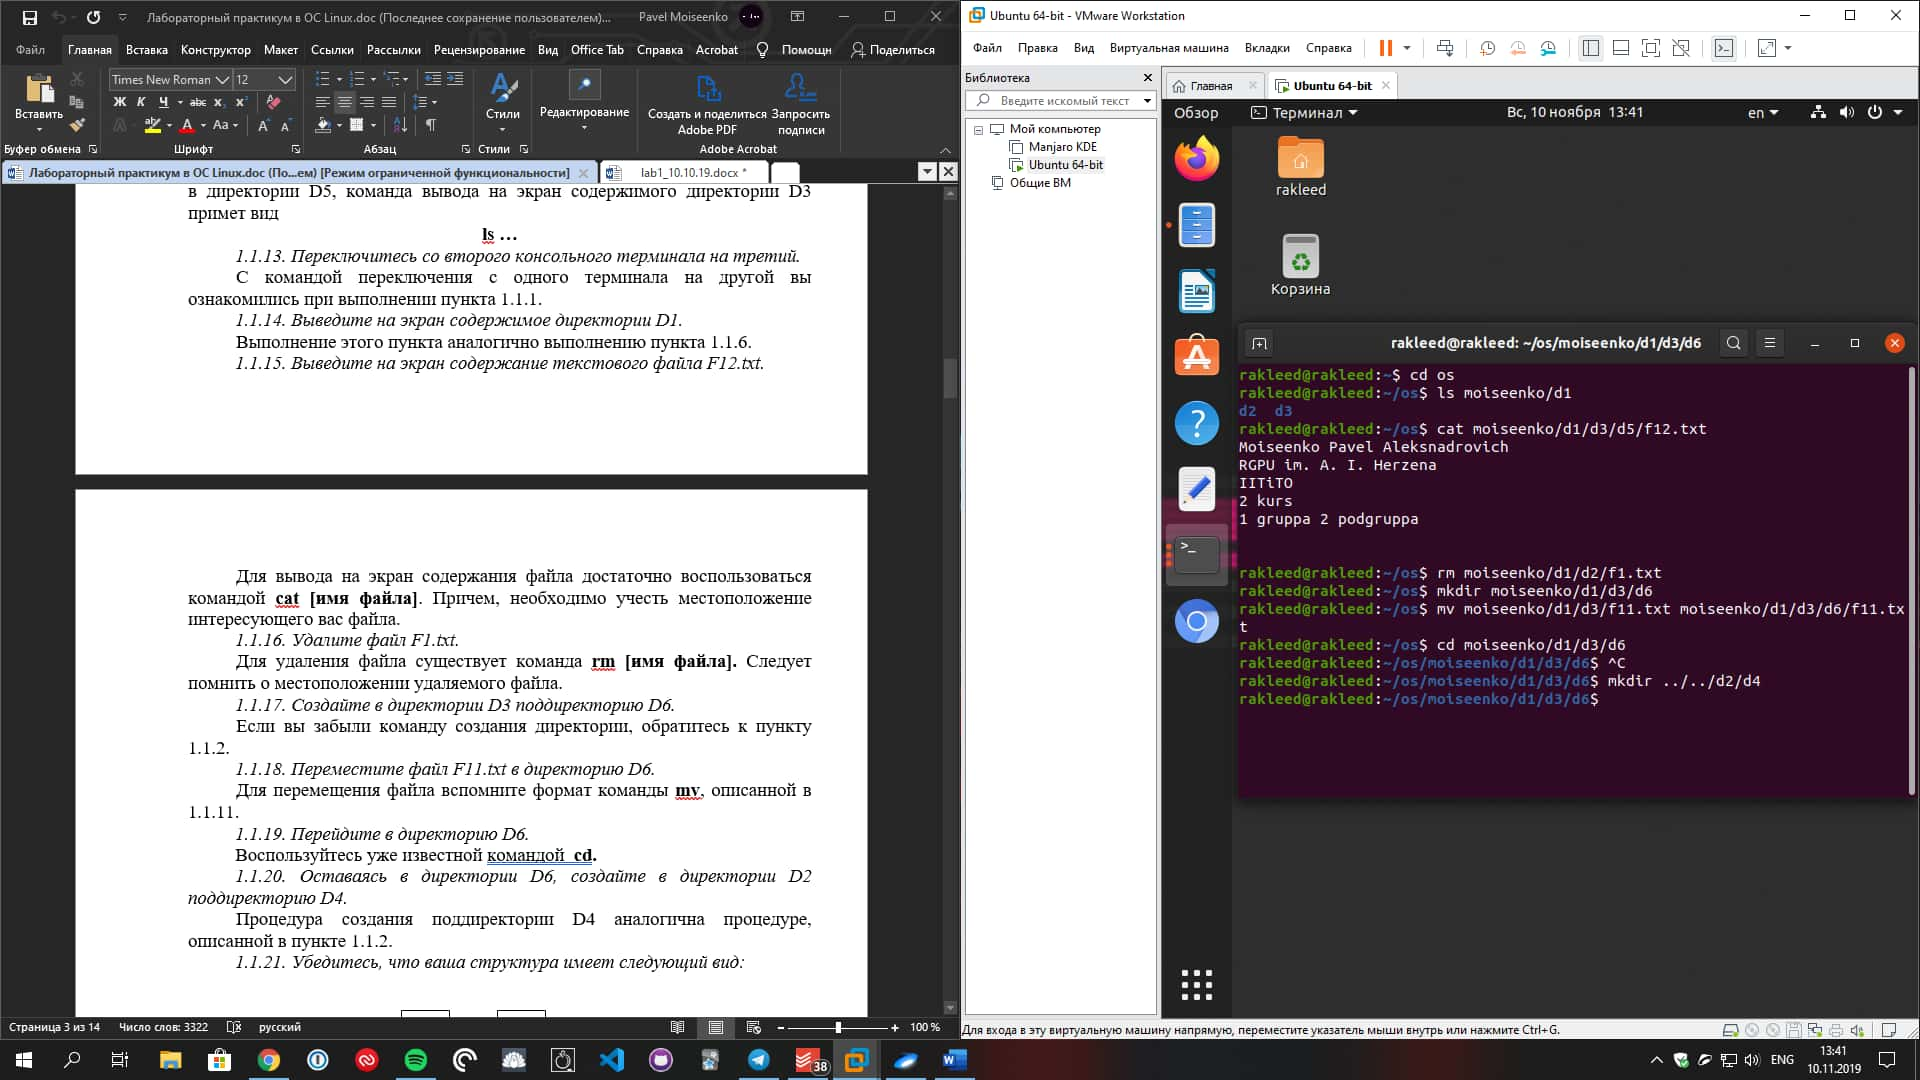 Лабораторный практикум в ОС Linux.doc (Последнее сохранение пользователем)...
Pavel Moiseenko
Файл Главная Вставка Конструктор Макет Ссылки Рассылки Рецензирование Вид Office Tab Справка Acrobat Помощн Поделиться
Вставить
Буфер обмена
Times New Roman 12
Ж К Ч abc x₂ x²
Aa
Шрифт
Абзац
Стили
Стили
Редактирование
Создать и поделиться Adobe PDF
Запросить подписи
Adobe Acrobat
Лабораторный практикум в ОС Linux.doc (По...ем) [Режим ограниченной функциональности]
lab1_10.10.19.docx *
в директории D5, команда вывода на экран содержимого директории D3
примет вид
ls …
1.1.13. Переключитесь со второго консольного терминала на третий.
С командой переключения с одного терминала на другой вы
ознакомились при выполнении пункта 1.1.1.
1.1.14. Выведите на экран содержимое директории D1.
Выполнение этого пункта аналогично выполнению пункта 1.1.6.
1.1.15. Выведите на экран содержание текстового файла F12.txt.
Для вывода на экран содержания файла достаточно воспользоваться
командой cat [имя файла]. Причем, необходимо учесть местоположение
интересующего вас файла.
1.1.16. Удалите файл F1.txt.
Для удаления файла существует команда rm [имя файла]. Следует
помнить о местоположении удаляемого файла.
1.1.17. Создайте в директории D3 поддиректорию D6.
Если вы забыли команду создания директории, обратитесь к пункту
1.1.2.
1.1.18. Переместите файл F11.txt в директорию D6.
Для перемещения файла вспомните формат команды mv, описанной в
1.1.11.
1.1.19. Перейдите в директорию D6.
Воспользуйтесь уже известной командой cd.
1.1.20. Оставаясь в директории D6, создайте в директории D2
поддиректорию D4.
Процедура создания поддиректории D4 аналогична процедуре,
описанной в пункте 1.1.2.
1.1.21. Убедитесь, что ваша структура имеет следующий вид:
Страница 3 из 14 Число слов: 3322 русский 100 %
Ubuntu 64-bit - VMware Workstation
Файл Правка Вид Виртуальная машина Вкладки Справка
Библиотека
Введите искомый текст
Мой компьютер
Manjaro KDE
Ubuntu 64-bit
Общие ВМ
Главная
Ubuntu 64-bit
Обзор Терминал Вс, 10 ноября 13:41 en
rakleed
Корзина
rakleed@rakleed: ~/os/moiseenko/d1/d3/d6
rakleed@rakleed:~$ cd os
rakleed@rakleed:~/os$ ls moiseenko/d1
d2 d3
rakleed@rakleed:~/os$ cat moiseenko/d1/d3/d5/f12.txt
Moiseenko Pavel Aleksnadrovich
RGPU im. A. I. Herzena
IITiTO
2 kurs
1 gruppa 2 podgruppa
rakleed@rakleed:~/os$ rm moiseenko/d1/d2/f1.txt
rakleed@rakleed:~/os$ mkdir moiseenko/d1/d3/d6
rakleed@rakleed:~/os$ mv moiseenko/d1/d3/f11.txt moiseenko/d1/d3/d6/f11.tx
t
rakleed@rakleed:~/os$ cd moiseenko/d1/d3/d6
rakleed@rakleed:~/os/moiseenko/d1/d3/d6$ ^C
rakleed@rakleed:~/os/moiseenko/d1/d3/d6$ mkdir ../../d2/d4
rakleed@rakleed:~/os/moiseenko/d1/d3/d6$
Для входа в эту виртуальную машину напрямую, переместите указатель мыши внутрь или нажмите Ctrl+G.
38
ENG
13:41
10.11.2019